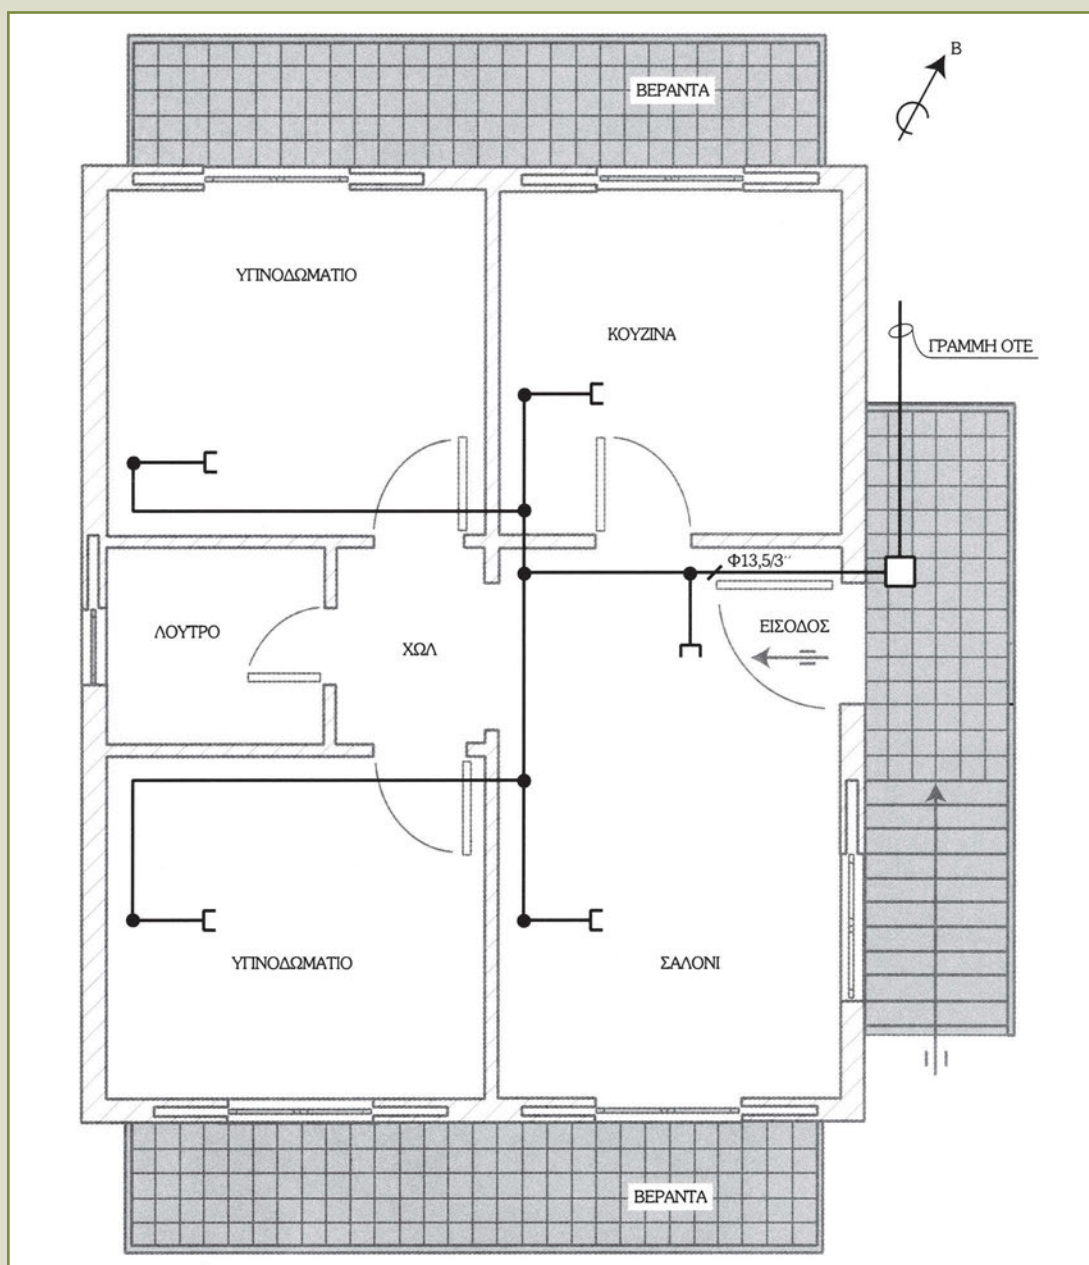 ΒΕΡΑΝΤΑ
Β
ΥΠΝΟΔΩΜΑΤΙΟ
ΚΟΥΖΙΝΑ
ΓΡΑΜΜΗ ΟΤΕ
Φ13,5/3΄΄
ΛΟΥΤΡΟ
ΧΩΛ
ΕΙΣΟΔΟΣ
ΥΠΝΟΔΩΜΑΤΙΟ
ΣΑΛΟΝΙ
ΒΕΡΑΝΤΑ